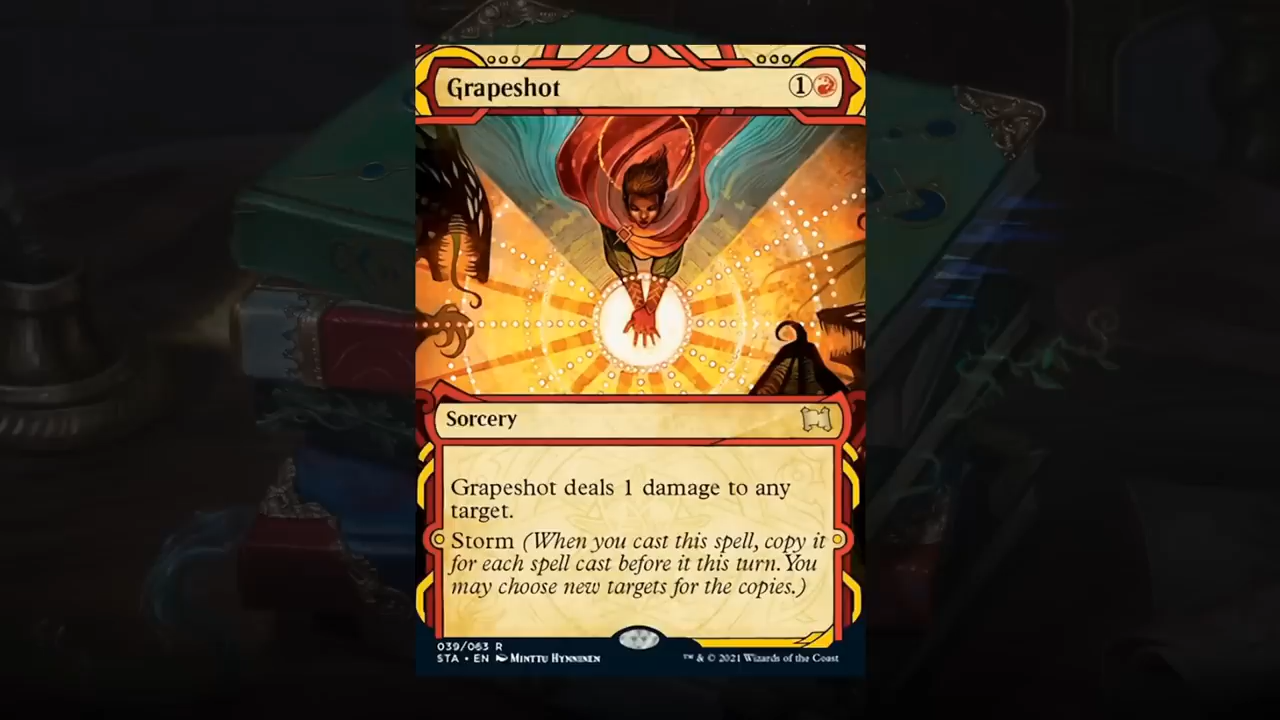 Grapeshot 1
Sorcery
Grapeshot deals 1 damage to any
target.
Storm (When you cast this spell, copy it
for each spell cast before it this turn. You
may choose new targets for the copies.)
039/063 R
STA • EN Minttu Hynninen
™ & © 2021 Wizards of the Coast